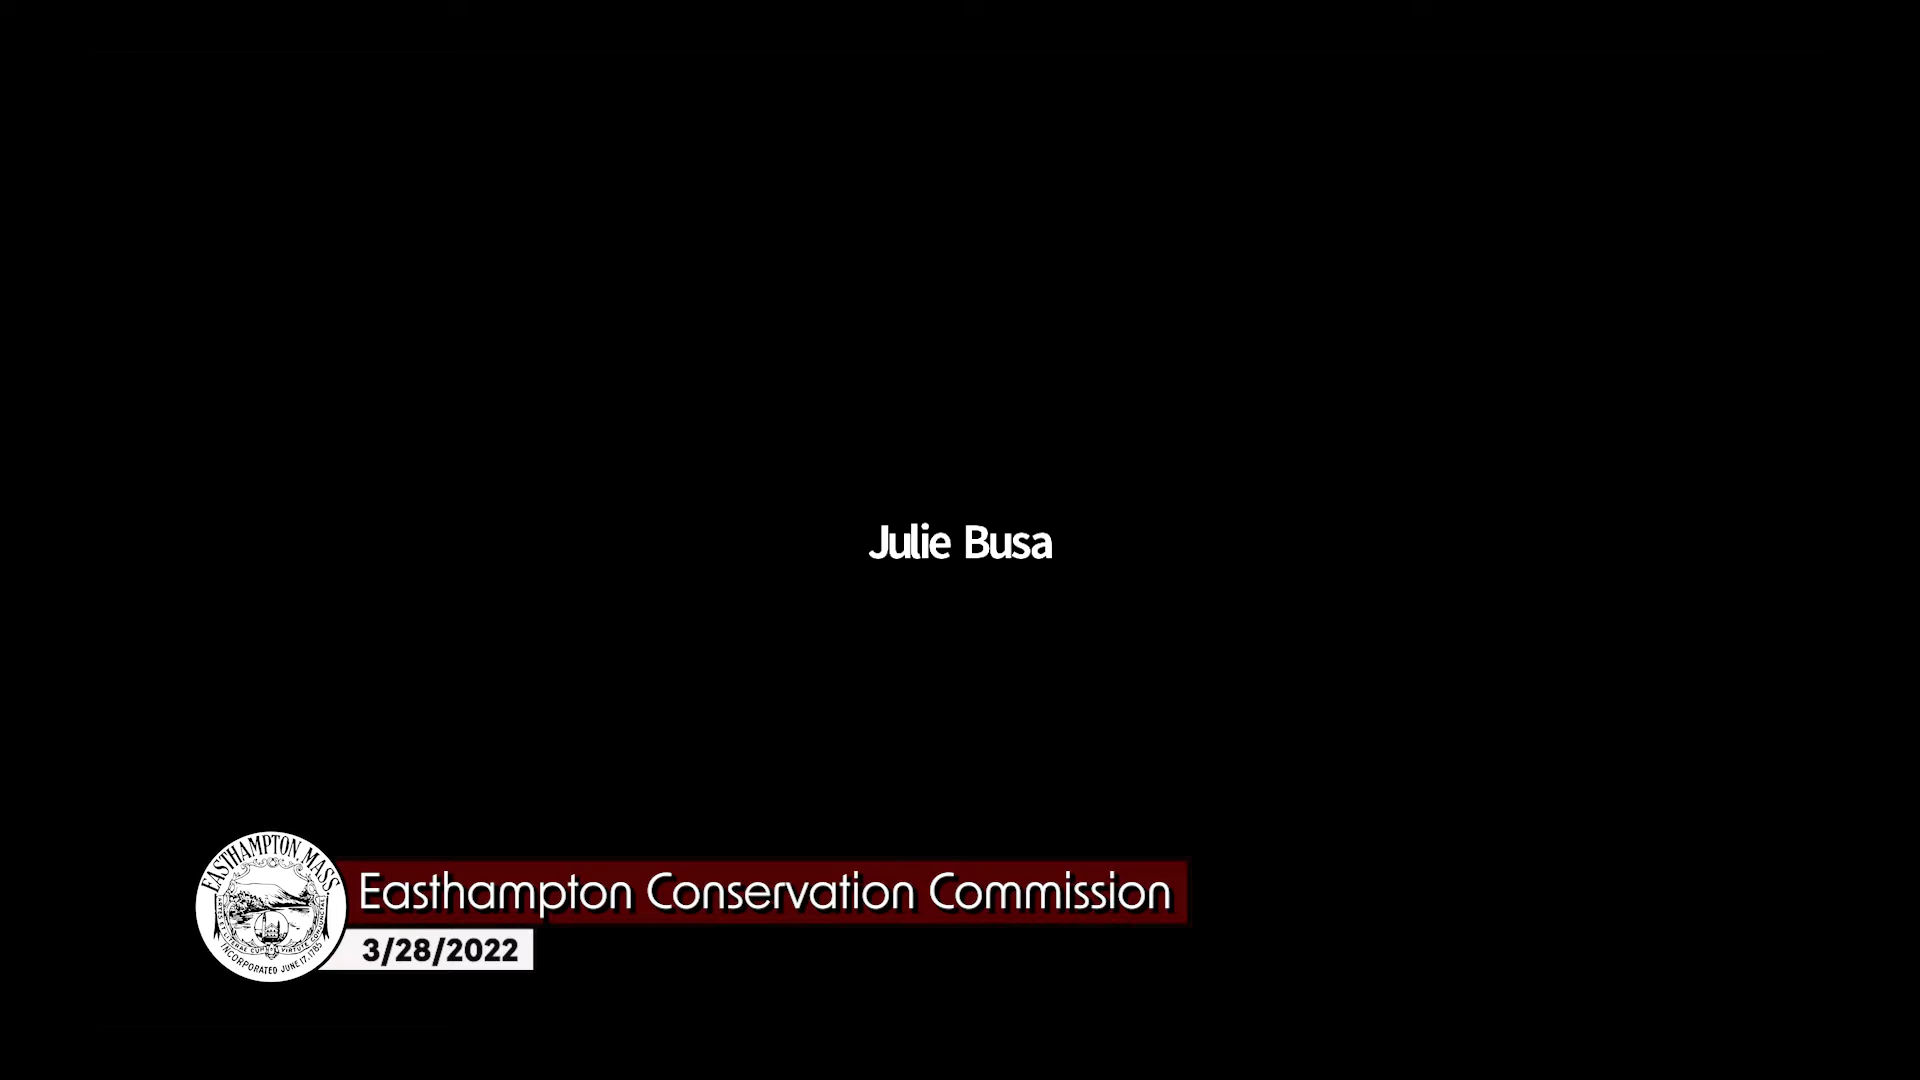 Julie Busa
EASTHAMPTON MASS.
Easthampton Conservation Commission
INCORPORATED JUNE 17, 1785
3/28/2022